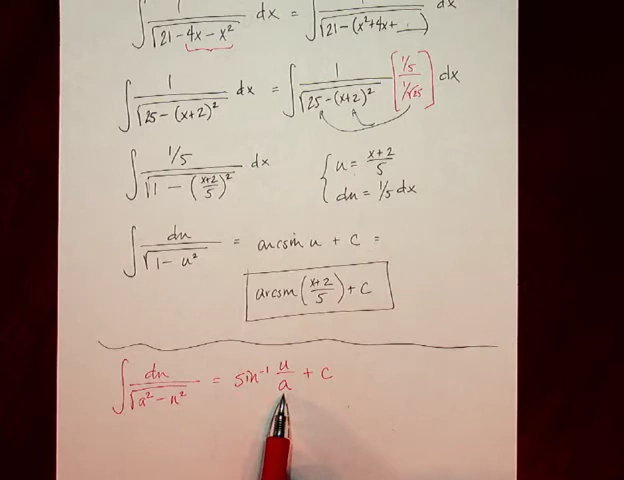 ∫ 1/√(21-4x-x²) dx = ∫ 1/√(21-(x²+4x+__)) dx
∫ 1/√(25-(x+2)²) dx = ∫ 1/√(25-(x+2)²) [(1/5)/(1/√25)] dx
∫ (1/5)/√(1-((x+2)/5)²) dx { u = (x+2)/5
du = 1/5 dx
∫ du/√(1-u²) = arcsin u + C =
arcsin((x+2)/5) + C
∫ du/√(a²-u²) = sin⁻¹ u/a + C